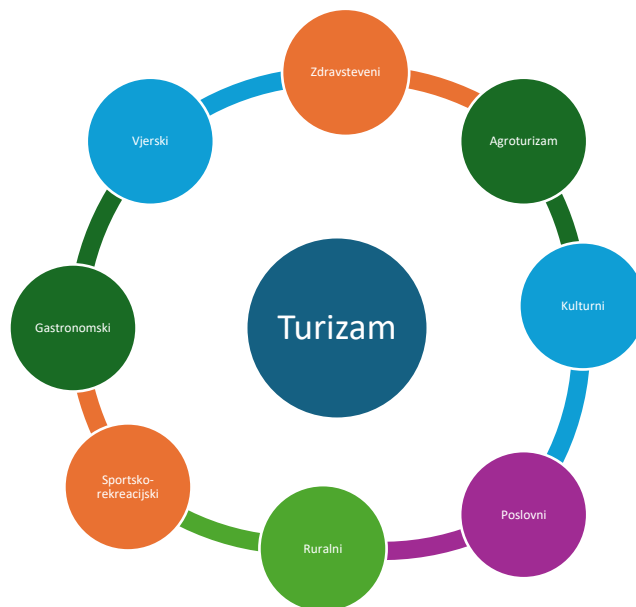 Zdravsteveni
Agroturizam
Kulturni
Poslovni
Ruralni
Sportsko-
rekreacijski
Gastronomski
Vjerski
Turizam